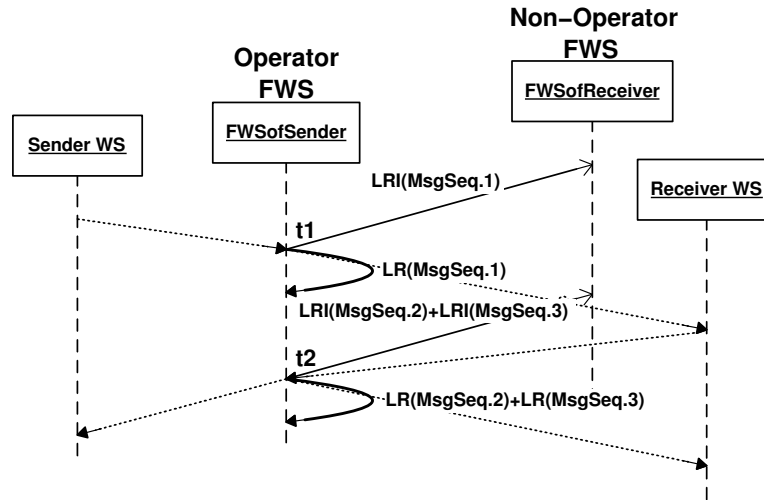 Non–Operator
FWS
Operator
FWS
FWSofReceiver
FWSofSender
Sender WS
Receiver WS
LRI(MsgSeq.1)
t1
LR(MsgSeq.1)
LRI(MsgSeq.2)+LRI(MsgSeq.3)
t2
LR(MsgSeq.2)+LR(MsgSeq.3)